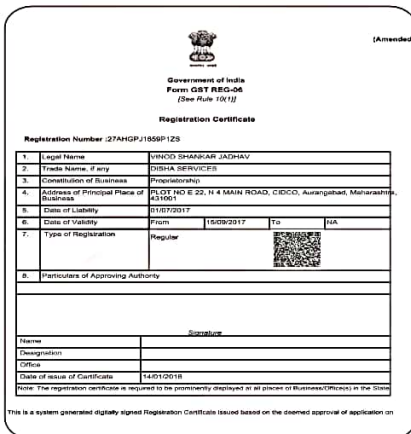 (Amended
Government of India
Form GST REG-06
[See Rule 10(1)]
Registration Certificate
Registration Number :27AHGPJ1659P1ZS
1. Legal Name VINOD SHANKAR JADHAV
2. Trade Name, if any DISHA SERVICES
3. Constitution of Business Proprietorship
4. Address of Principal Place of Business PLOT NO E 22, N 4 MAIN ROAD, CIDCO, Aurangabad, Maharashtra, 431001
5. Date of Liability 01/07/2017
6. Date of Validity From 15/09/2017 To NA
7. Type of Registration Regular
8. Particulars of Approving Authority
Signature
Name
Designation
Office
Date of issue of Certificate 14/01/2018
Note: The registration certificate is required to be prominently displayed at all places of Business/Office(s) in the State
This is a system generated digitally signed Registration Certificate issued based on the deemed approval of application on